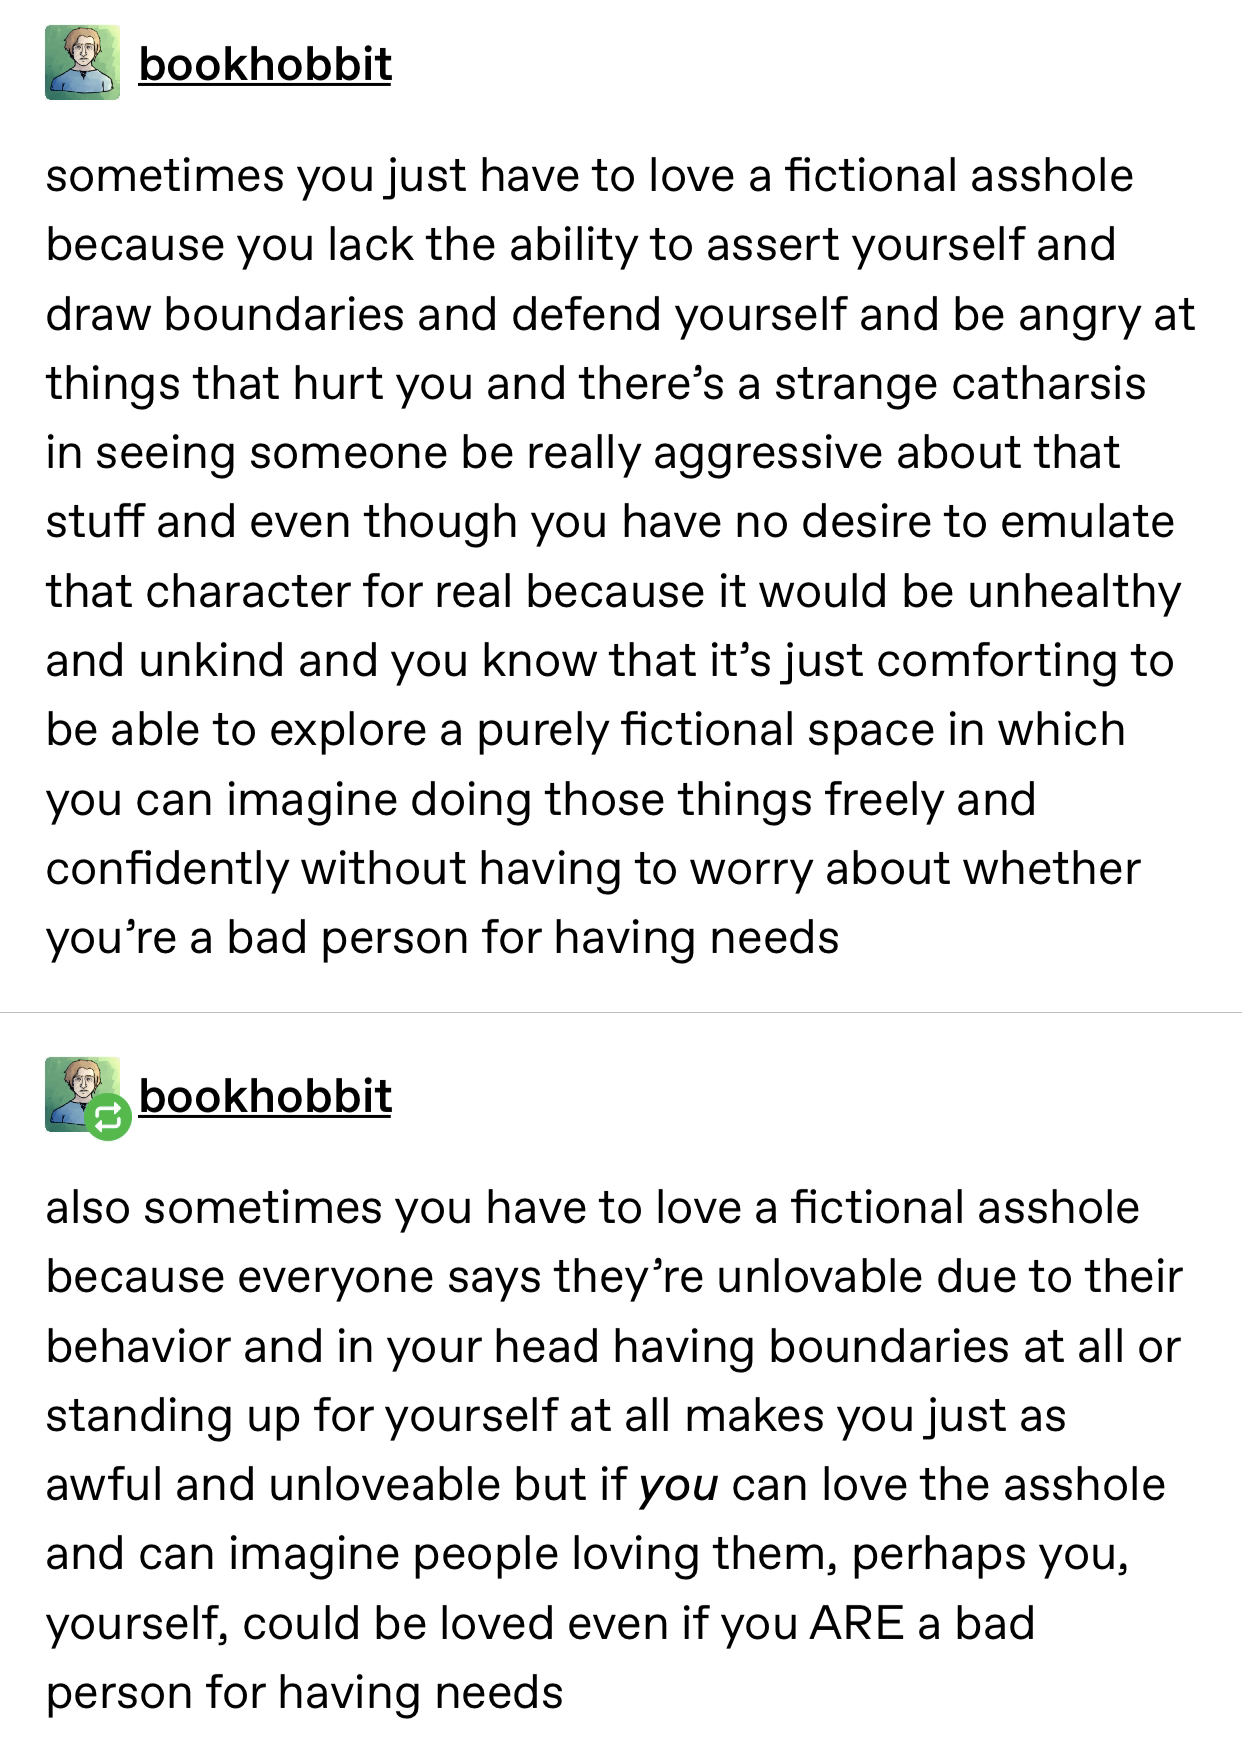 bookhobbit
sometimes you just have to love a fictional asshole
because you lack the ability to assert yourself and
draw boundaries and defend yourself and be angry at
things that hurt you and there’s a strange catharsis
in seeing someone be really aggressive about that
stuff and even though you have no desire to emulate
that character for real because it would be unhealthy
and unkind and you know that it’s just comforting to
be able to explore a purely fictional space in which
you can imagine doing those things freely and
confidently without having to worry about whether
you’re a bad person for having needs
bookhobbit
also sometimes you have to love a fictional asshole
because everyone says they’re unlovable due to their
behavior and in your head having boundaries at all or
standing up for yourself at all makes you just as
awful and unloveable but if you can love the asshole
and can imagine people loving them, perhaps you,
yourself, could be loved even if you ARE a bad
person for having needs